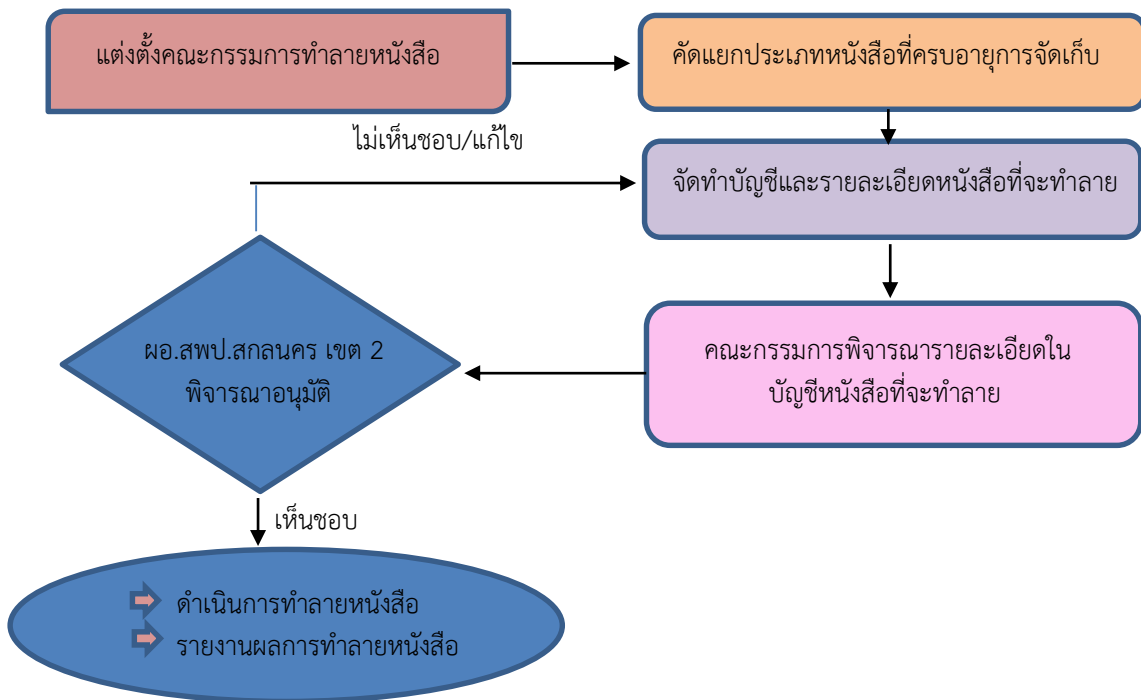 แต่งตั้งคณะกรรมการทำลายหนังสือ
คัดแยกประเภทหนังสือที่ครบอายุการจัดเก็บ
ไม่เห็นชอบ/แก้ไข
จัดทำบัญชีและรายละเอียดหนังสือที่จะทำลาย
คณะกรรมการพิจารณารายละเอียดใน
บัญชีหนังสือที่จะทำลาย
ผอ.สพป.สกลนคร เขต 2
พิจารณาอนุมัติ
เห็นชอบ
ดำเนินการทำลายหนังสือ
รายงานผลการทำลายหนังสือ